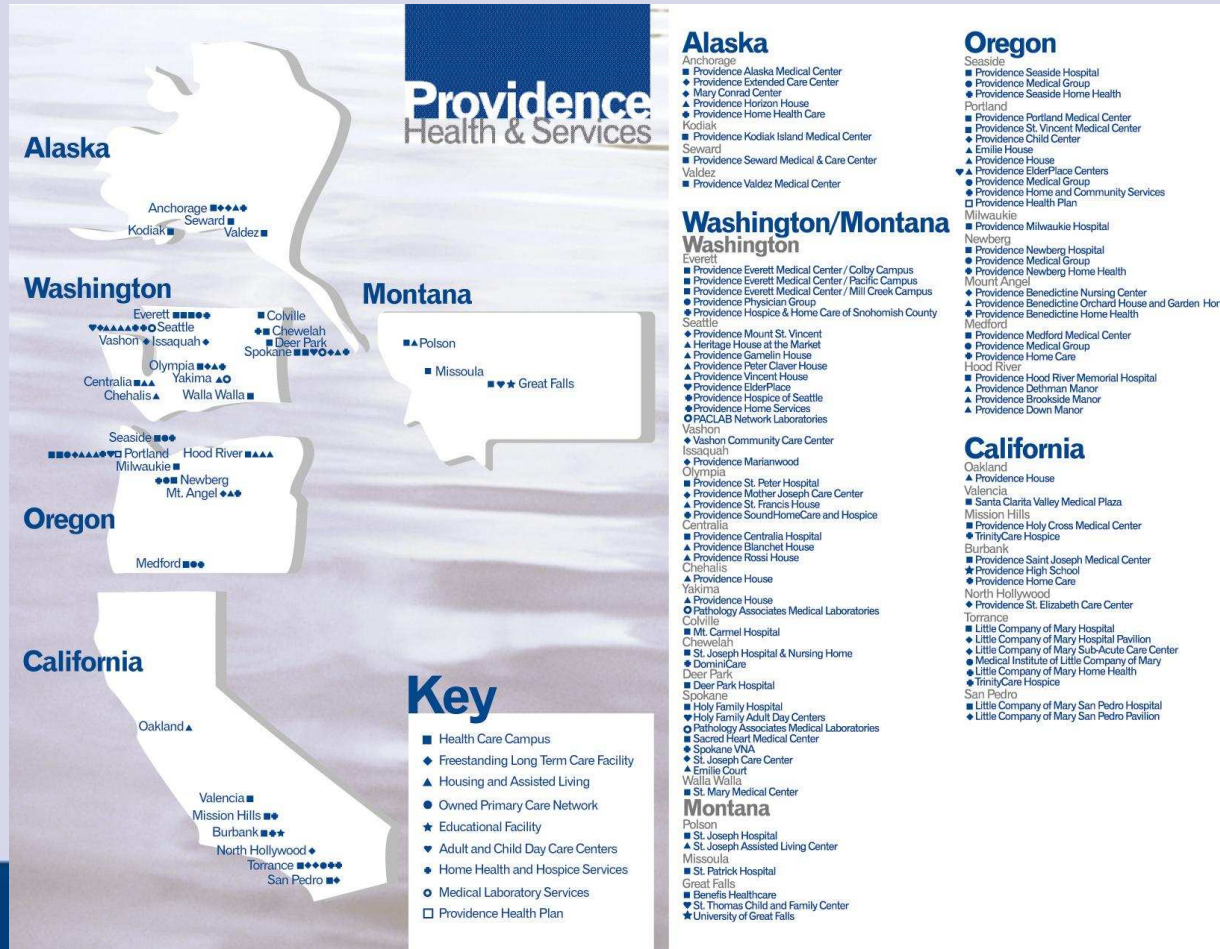 Providence
Health & Services
Alaska
Anchorage
Seward
Kodiak
Valdez
Washington
Everett
Seattle
Vashon
Issaquah
Olympia
Centralia
Yakima
Chehalis
Walla Walla
Colville
Chewelah
Deer Park
Spokane
Montana
Polson
Missoula
Great Falls
Oregon
Seaside
Portland
Hood River
Milwaukie
Newberg
Mt. Angel
Medford
California
Oakland
Valencia
Mission Hills
Burbank
North Hollywood
Torrance
San Pedro
Key
Health Care Campus
Freestanding Long Term Care Facility
Housing and Assisted Living
Owned Primary Care Network
Educational Facility
Adult and Child Day Care Centers
Home Health and Hospice Services
Medical Laboratory Services
Providence Health Plan
Alaska
Anchorage
Providence Alaska Medical Center
Providence Extended Care Center
Mary Conrad Center
Providence Horizon House
Providence Home Health Care
Kodiak
Providence Kodiak Island Medical Center
Seward
Providence Seward Medical & Care Center
Valdez
Providence Valdez Medical Center
Washington/Montana
Washington
Everett
Providence Everett Medical Center / Colby Campus
Providence Everett Medical Center / Pacific Campus
Providence Everett Medical Center / Mill Creek Campus
Providence Physician Group
Providence Hospice & Home Care of Snohomish County
Seattle
Providence Mount St. Vincent
Heritage House at the Market
Providence Gamelin House
Providence Peter Claver House
Providence Vincent House
Providence ElderPlace
Providence Hospice of Seattle
Providence Home Services
PACLAB Network Laboratories
Vashon
Vashon Community Care Center
Issaquah
Providence Marianwood
Olympia
Providence St. Peter Hospital
Providence Mother Joseph Care Center
Providence St. Francis House
Providence SoundHomeCare and Hospice
Centralia
Providence Centralia Hospital
Providence Blanchet House
Providence Rossi House
Chehalis
Providence House
Yakima
Providence House
Pathology Associates Medical Laboratories
Colville
Mt. Carmel Hospital
Chewelah
St. Joseph Hospital & Nursing Home
DominiCare
Deer Park
Deer Park Hospital
Spokane
Holy Family Hospital
Holy Family Adult Day Centers
Pathology Associates Medical Laboratories
Sacred Heart Medical Center
Spokane VNA
St. Joseph Care Center
Emilie Court
Walla Walla
St. Mary Medical Center
Montana
Polson
St. Joseph Hospital
St. Joseph Assisted Living Center
Missoula
St. Patrick Hospital
Great Falls
Benefis Healthcare
St. Thomas Child and Family Center
University of Great Falls
Oregon
Seaside
Providence Seaside Hospital
Providence Medical Group
Providence Seaside Home Health
Portland
Providence Portland Medical Center
Providence St. Vincent Medical Center
Providence Child Center
Emilie House
Providence House
Providence ElderPlace Centers
Providence Medical Group
Providence Home and Community Services
Providence Health Plan
Milwaukie
Providence Milwaukie Hospital
Newberg
Providence Newberg Hospital
Providence Medical Group
Providence Newberg Home Health
Mount Angel
Providence Benedictine Nursing Center
Providence Benedictine Orchard House and Garden Hor
Providence Benedictine Home Health
Medford
Providence Medford Medical Center
Providence Medical Group
Providence Home Care
Hood River
Providence Hood River Memorial Hospital
Providence Dethman Manor
Providence Brookside Manor
Providence Down Manor
California
Oakland
Providence House
Valencia
Santa Clarita Valley Medical Plaza
Mission Hills
Providence Holy Cross Medical Center
TrinityCare Hospice
Burbank
Providence Saint Joseph Medical Center
Providence High School
Providence Home Care
North Hollywood
Providence St. Elizabeth Care Center
Torrance
Little Company of Mary Hospital
Little Company of Mary Hospital Pavilion
Little Company of Mary Sub-Acute Care Center
Medical Institute of Little Company of Mary
Little Company of Mary Home Health
TrinityCare Hospice
San Pedro
Little Company of Mary San Pedro Hospital
Little Company of Mary San Pedro Pavilion